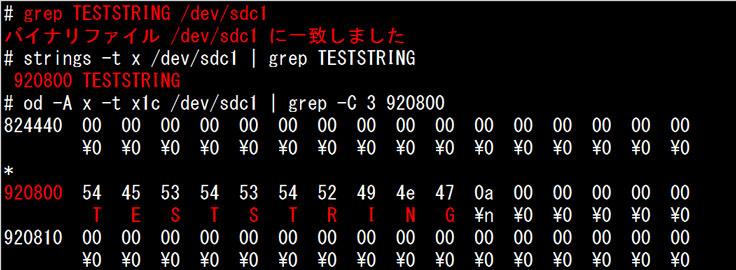 # grep TESTSTRING /dev/sdc1
バイナリファイル /dev/sdc1 に一致しました
# strings -t x /dev/sdc1 | grep TESTSTRING
920800 TESTSTRING
# od -A x -t x1c /dev/sdc1 | grep -C 3 920800
824440 00 00 00 00 00 00 00 00 00 00 00 00 00 00 00 00
¥0 ¥0 ¥0 ¥0 ¥0 ¥0 ¥0 ¥0 ¥0 ¥0 ¥0 ¥0 ¥0 ¥0 ¥0 ¥0
*
920800 54 45 53 54 53 54 52 49 4e 47 0a 00 00 00 00 00
T E S T S T R I N G ¥n ¥0 ¥0 ¥0 ¥0 ¥0
920810 00 00 00 00 00 00 00 00 00 00 00 00 00 00 00 00
¥0 ¥0 ¥0 ¥0 ¥0 ¥0 ¥0 ¥0 ¥0 ¥0 ¥0 ¥0 ¥0 ¥0 ¥0 ¥0